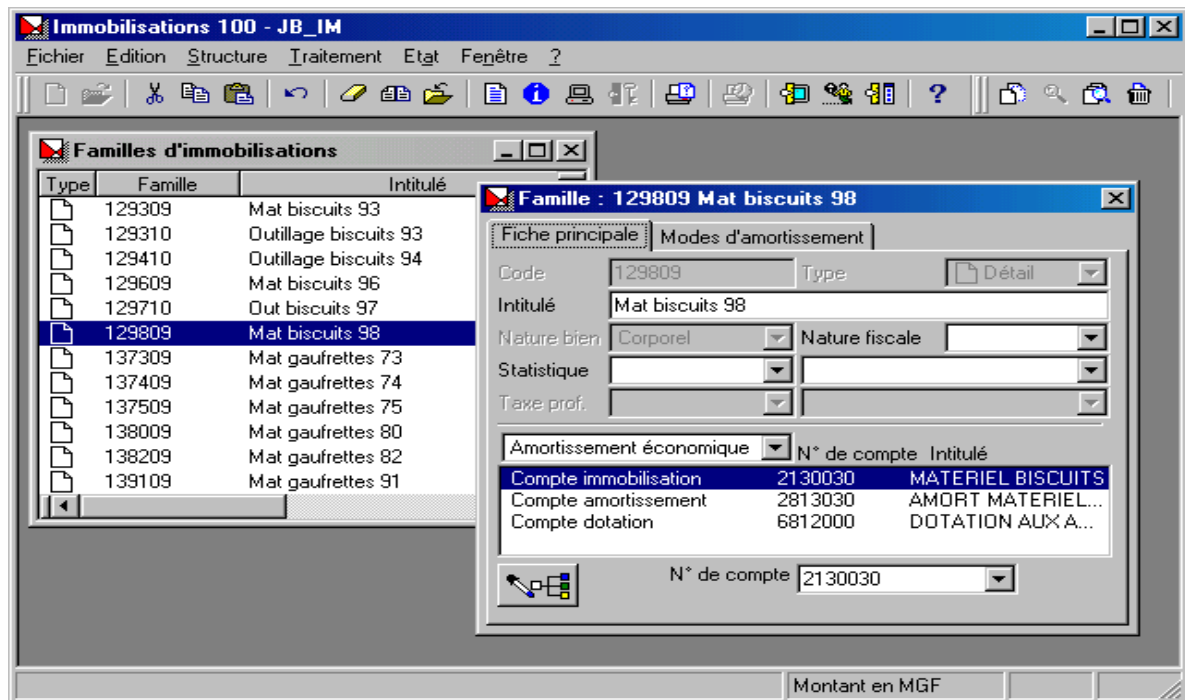 Immobilisations 100 - JB_IM
Fichier Edition Structure Traitement Etat Fenêtre ?
Familles d'immobilisations
Type Famille Intitulé
129309 Mat biscuits 93
129310 Outillage biscuits 93
129410 Outillage biscuits 94
129609 Mat biscuits 96
129710 Out biscuits 97
129809 Mat biscuits 98
137309 Mat gaufrettes 73
137409 Mat gaufrettes 74
137509 Mat gaufrettes 75
138009 Mat gaufrettes 80
138209 Mat gaufrettes 82
139109 Mat gaufrettes 91
Famille : 129809 Mat biscuits 98
Fiche principale Modes d'amortissement
Code 129809 Type Détail
Intitulé Mat biscuits 98
Nature bien Corporel Nature fiscale
Statistique
Taxe prof.
Amortissement économique N° de compte Intitulé
Compte immobilisation 2130030 MATERIEL BISCUITS
Compte amortissement 2813030 AMORT MATERIEL...
Compte dotation 6812000 DOTATION AUX A...
N° de compte 2130030
Montant en MGF